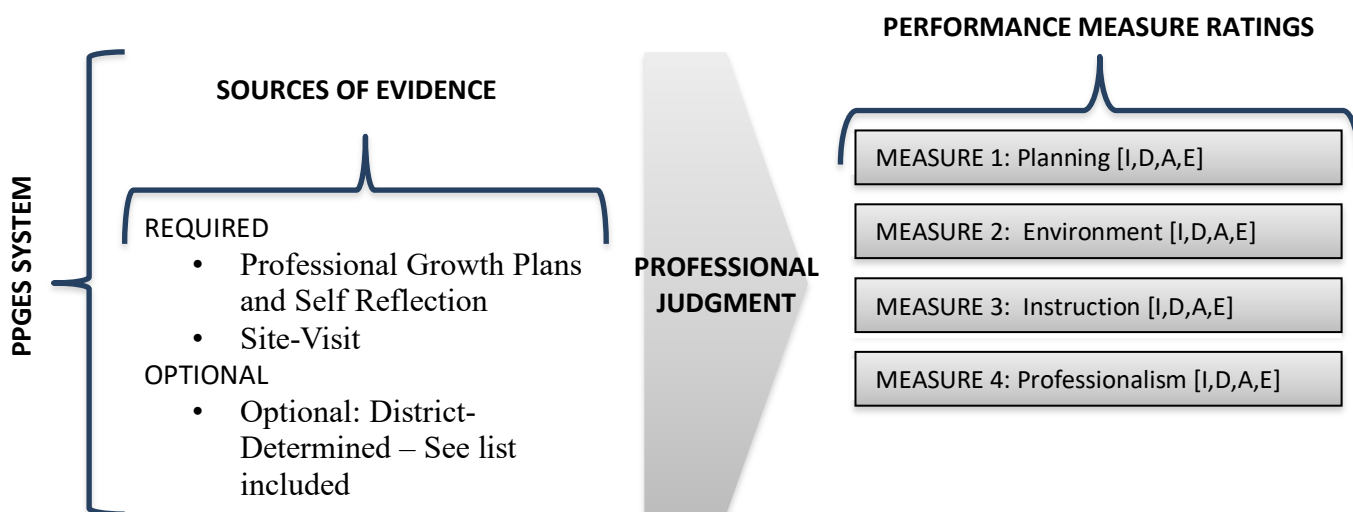 PPGES SYSTEM
SOURCES OF EVIDENCE
REQUIRED
• Professional Growth Plans
and Self Reflection
• Site-Visit
OPTIONAL
• Optional: District-
Determined – See list
included
PROFESSIONAL
JUDGMENT
PERFORMANCE MEASURE RATINGS
MEASURE 1: Planning [I,D,A,E]
MEASURE 2:  Environment [I,D,A,E]
MEASURE 3:  Instruction [I,D,A,E]
MEASURE 4: Professionalism [I,D,A,E]